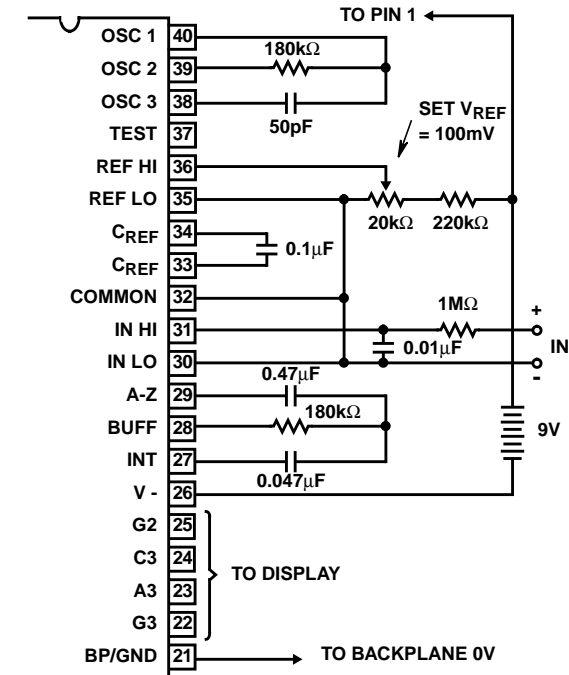 TO PIN 1
OSC 1 40
180kΩ
OSC 2 39
OSC 3 38
50pF
SET VREF
= 100mV
TEST 37
REF HI 36
REF LO 35
20kΩ 220kΩ
CREF 34
0.1μF
CREF 33
COMMON 32
1MΩ
+
IN HI 31
0.01μF
IN
IN LO 30
-
0.47μF
A-Z 29
180kΩ
BUFF 28
9V
INT 27
0.047μF
V - 26
G2 25
C3 24
TO DISPLAY
A3 23
G3 22
BP/GND 21
TO BACKPLANE 0V